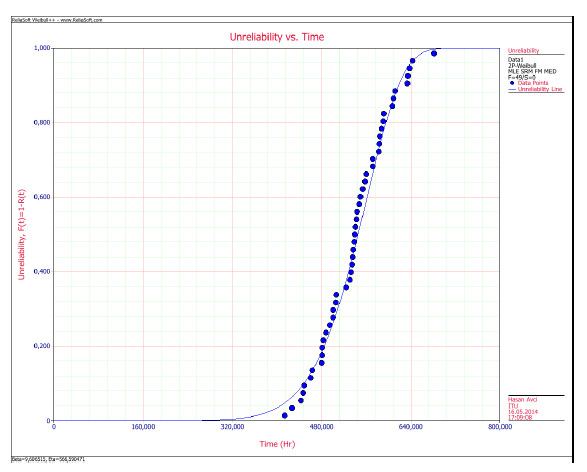 ReliaSoft Weibull++ - www.ReliaSoft.com
Unreliability vs. Time
Unreliability
Data1
2P-Weibull
MLE SRM FM MED
F=49/S=0
Data Points
Unreliability Line
Unreliability, F(t)=1-R(t)
1,000
0,800
0,600
0,400
0,200
0
0
160,000
320,000
480,000
640,000
800,000
Time (Hr)
Hasan Avci
ITU
16.05.2014
17:09:08
Beta=9,606515, Eta=566,590471